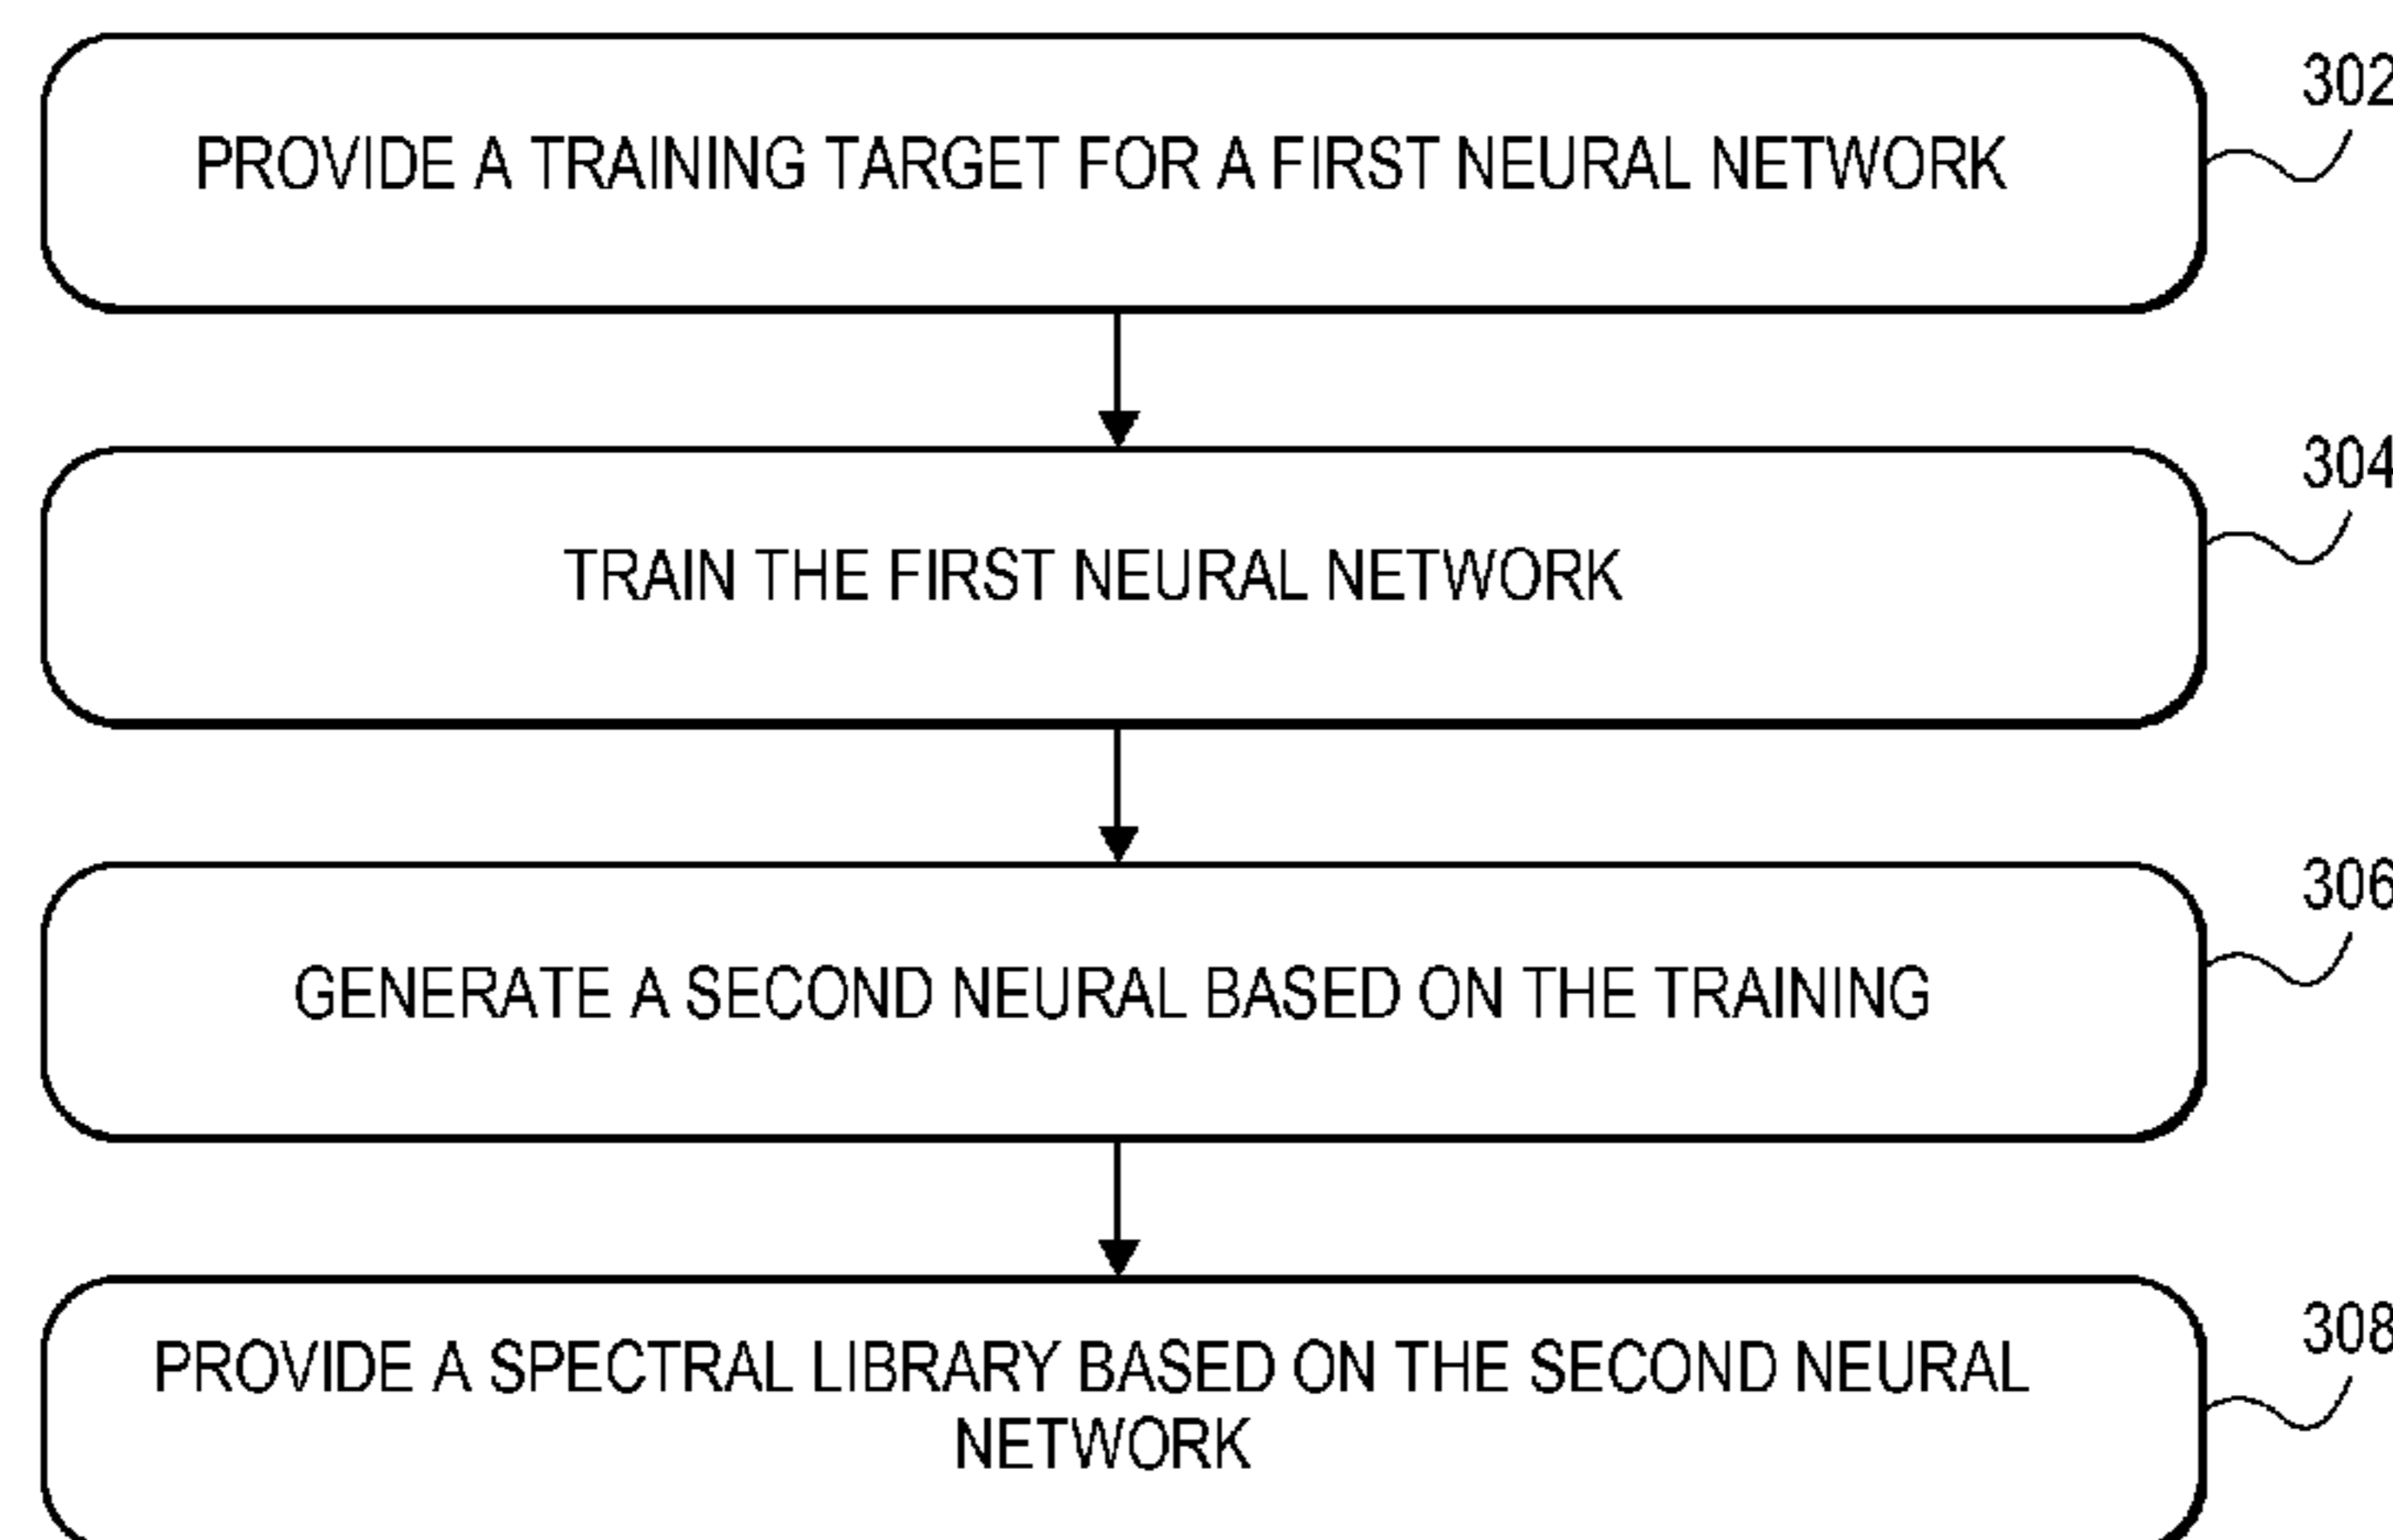 302
PROVIDE A TRAINING TARGET FOR A FIRST NEURAL NETWORK
304
TRAIN THE FIRST NEURAL NETWORK
306
GENERATE A SECOND NEURAL BASED ON THE TRAINING
308
PROVIDE A SPECTRAL LIBRARY BASED ON THE SECOND NEURAL
NETWORK